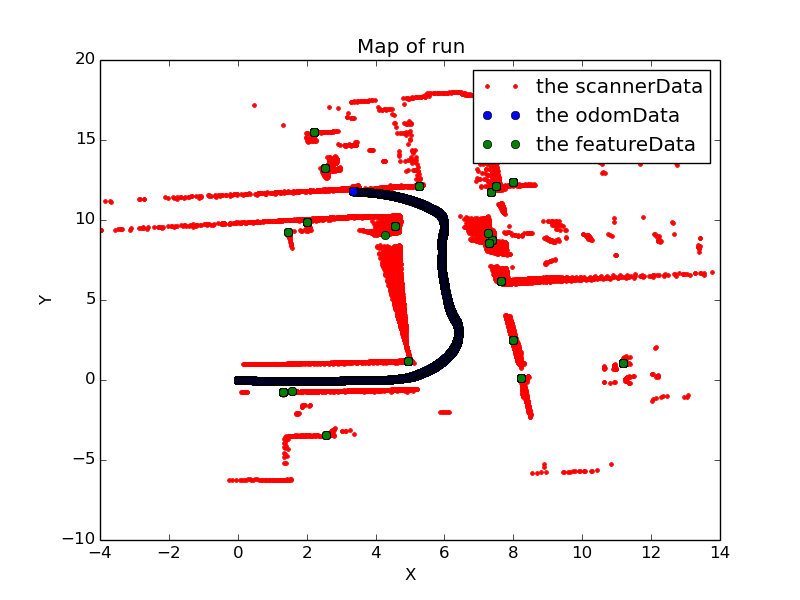 Map of run
the scannerData
the odomData
the featureData
20
15
10
5
0
−5
−10
Y
−4 −2 0 2 4 6 8 10 12 14
X